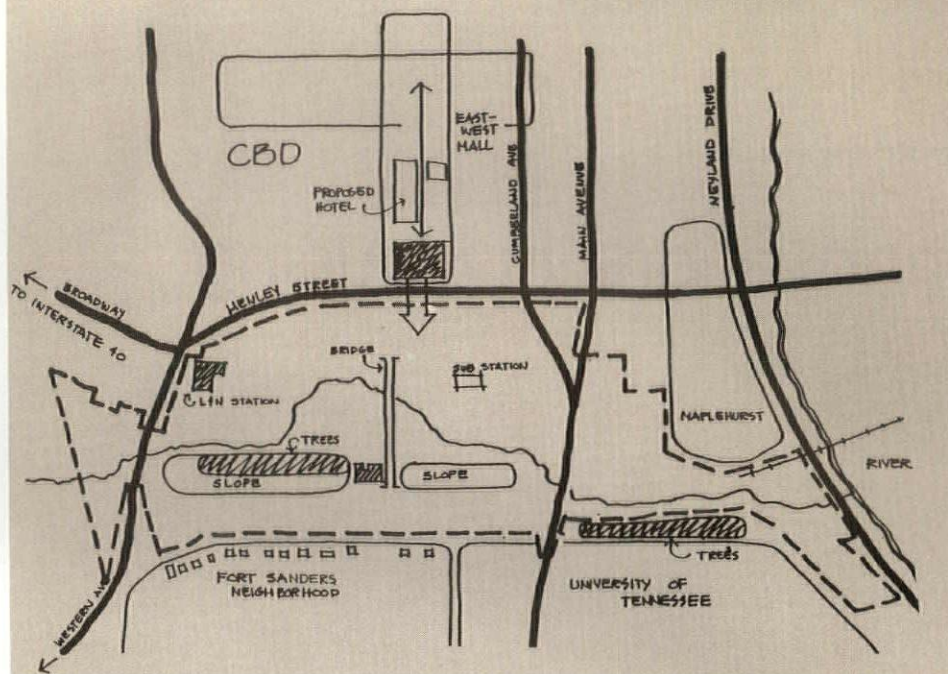 CBD
EAST-
WEST
MALL
PROPOSED
HOTEL
CUMBERLAND AVE
MAIN AVENUE
NEYLAND DRIVE
BROADWAY
TO INTERSTATE 40
HENLEY STREET
BRIDGE
SUB STATION
L&N STATION
TREES
SLOPE
SLOPE
MAPLEHURST
RIVER
TREES
FORT SANDERS
NEIGHBORHOOD
UNIVERSITY OF
TENNESSEE
WESTERN AVE